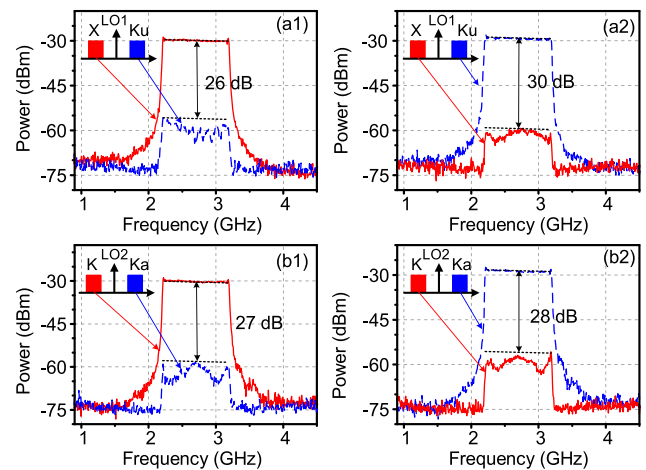 (a1)
X LO1 Ku
26 dB
Power (dBm)
-30
-45
-60
-75
1 2 3 4
Frequency (GHz)
(a2)
X LO1 Ku
30 dB
Power (dBm)
-30
-45
-60
-75
1 2 3 4
Frequency (GHz)
(b1)
K LO2 Ka
27 dB
Power (dBm)
-30
-45
-60
-75
1 2 3 4
Frequency (GHz)
(b2)
K LO2 Ka
28 dB
Power (dBm)
-30
-45
-60
-75
1 2 3 4
Frequency (GHz)